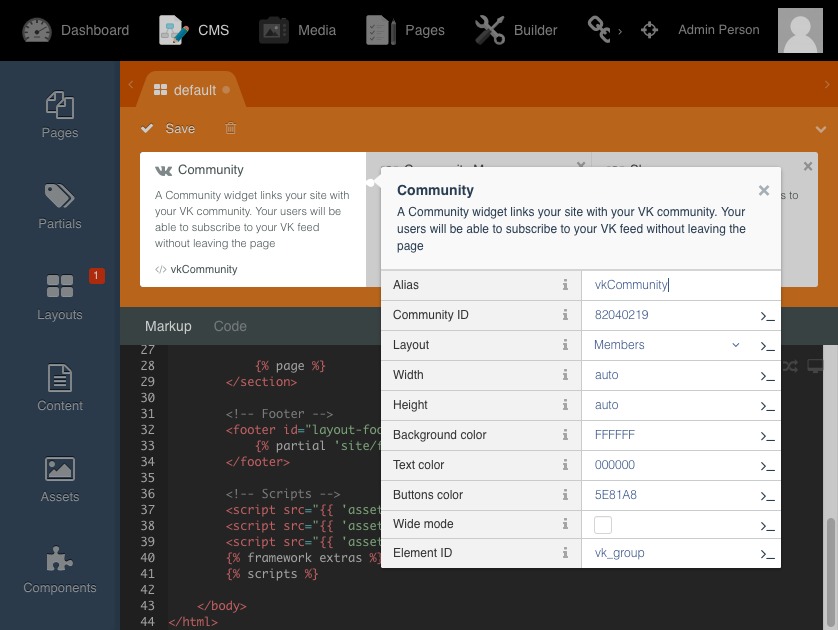 Dashboard CMS Media Pages Builder Admin Person
Pages
Partials
1
Layouts
Content
Assets
Components
default
Save
Community
A Community widget links your site with
your VK community. Your users will be
able to subscribe to your VK feed
without leaving the page
</> vkCommunity
s to
Community
A Community widget links your site with your VK community. Your
users will be able to subscribe to your VK feed without leaving the
page
Alias vkCommunity
Community ID 82040219
Layout Members
Width auto
Height auto
Background color FFFFFF
Text color 000000
Buttons color 5E81A8
Wide mode
Element ID vk_group
Markup Code
27
28 {% page %}
29 </section>
30
31 <!-- Footer -->
32 <footer id="layout-foo
33 {% partial 'site/f
34 </footer>
35
36 <!-- Scripts -->
37 <script src="{{ 'asset
38 <script src="{{ 'asset
39 <script src="{{ 'asset
40 {% framework extras %}
41 {% scripts %}
42
43 </body>
44 </html>